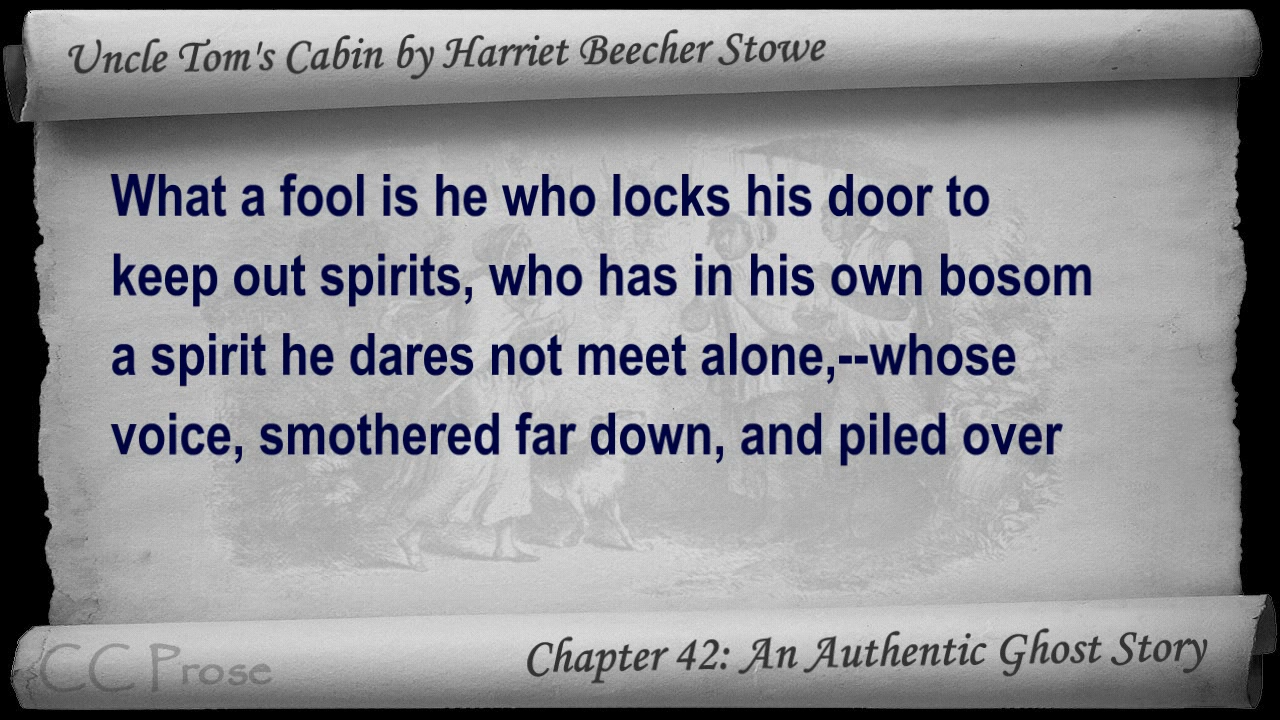 Uncle Tom's Cabin by Harriet Beecher Stowe
What a fool is he who locks his door to
keep out spirits, who has in his own bosom
a spirit he dares not meet alone,--whose
voice, smothered far down, and piled over
CC Prose
Chapter 42: An Authentic Ghost Story